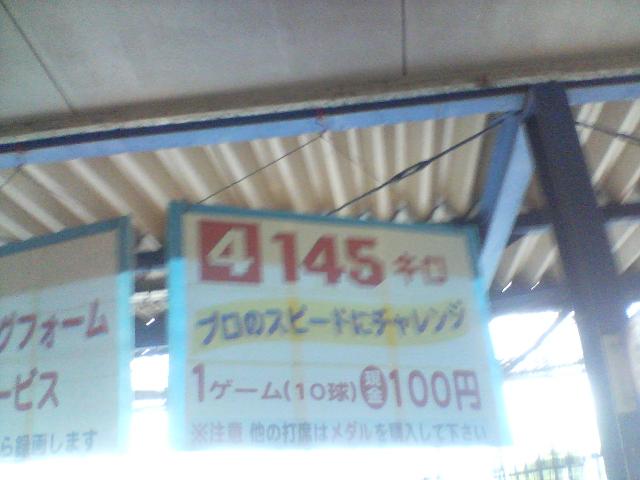 グフォーム
ービス
ら録画します
4 145 キロ
プロのスピードにチャレンジ
1ゲーム(10球)現金100円
※注意 他の打席はメダルを購入して下さい